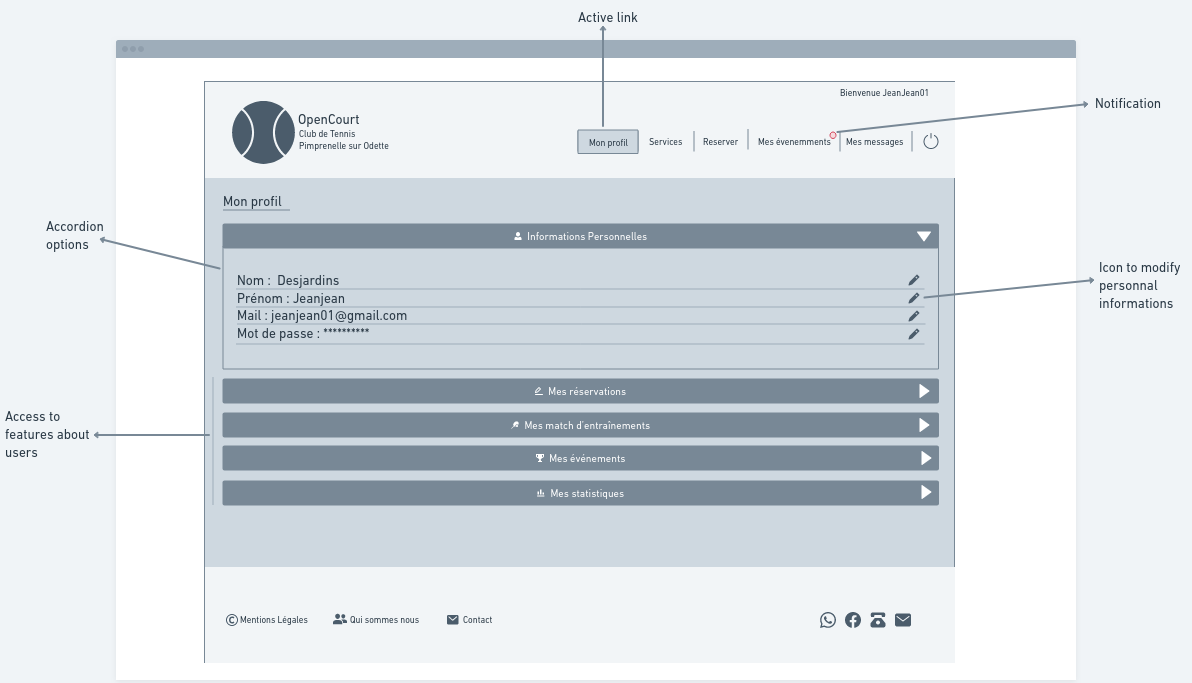 Active link
Bienvenue JeanJean01
Notification
OpenCourt
Club de Tennis
Pimprenelle sur Odette
Mon profil
Services
Reserver
Mes évenemments
Mes messages
Mon profil
Accordion
options
Informations Personnelles
Icon to modify
personnal
informations
Nom : Desjardins
Prénom : Jeanjean
Mail : jeanjean01@gmail.com
Mot de passe : **********
Mes réservations
Access to
features about
users
Mes match d'entraînements
Mes événements
Mes statistiques
© Mentions Légales
Qui sommes nous
Contact